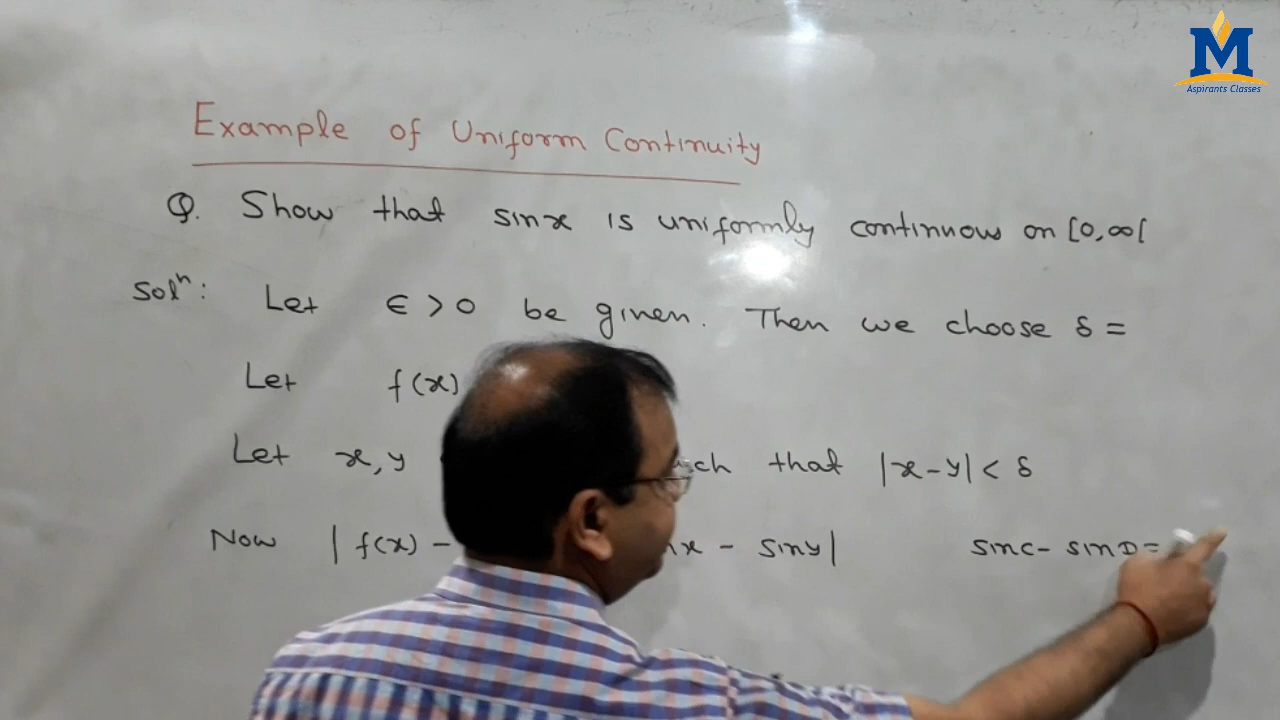 M
Aspirants Classes
Example of Uniform Continuity
Q. Show that sinx is uniformly continuous on [0,∞[
Solⁿ: Let ϵ > 0 be given. Then we choose δ =
Let f(x)
Let x,y ch that |x-y| < δ
Now | f(x) - x - siny| sinC - sinD =